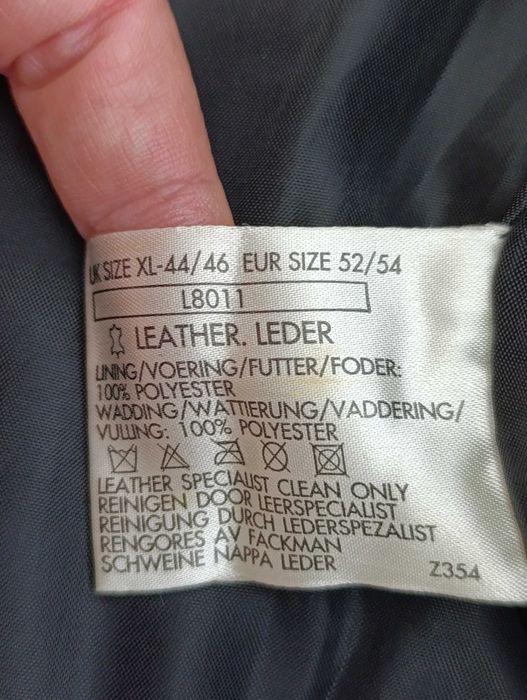 UK SIZE XL-44/46 EUR SIZE 52/54
L8011
LEATHER. LEDER
LINING/VOERING/FUTTER/FODER:
100% POLYESTER
WADDING/WATTIERUNG/VADDERING/
VULLING: 100% POLYESTER
LEATHER SPECIALIST CLEAN ONLY
REINIGEN DOOR LEERSPECIALIST
REINIGUNG DURCH LEDERSPEZALIST
RENGORES AV FACKMAN
SCHWEINE NAPPA LEDER
Z354